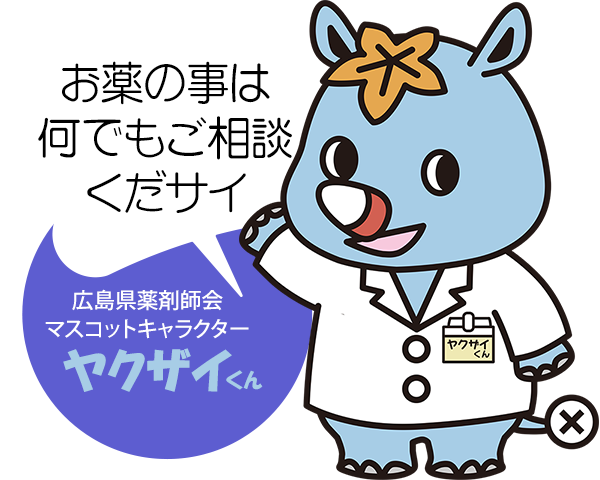 お薬の事は
何でもご相談
くだサイ
広島県薬剤師会
マスコットキャラクター
ヤクザイくん
ヤクザイ
くん